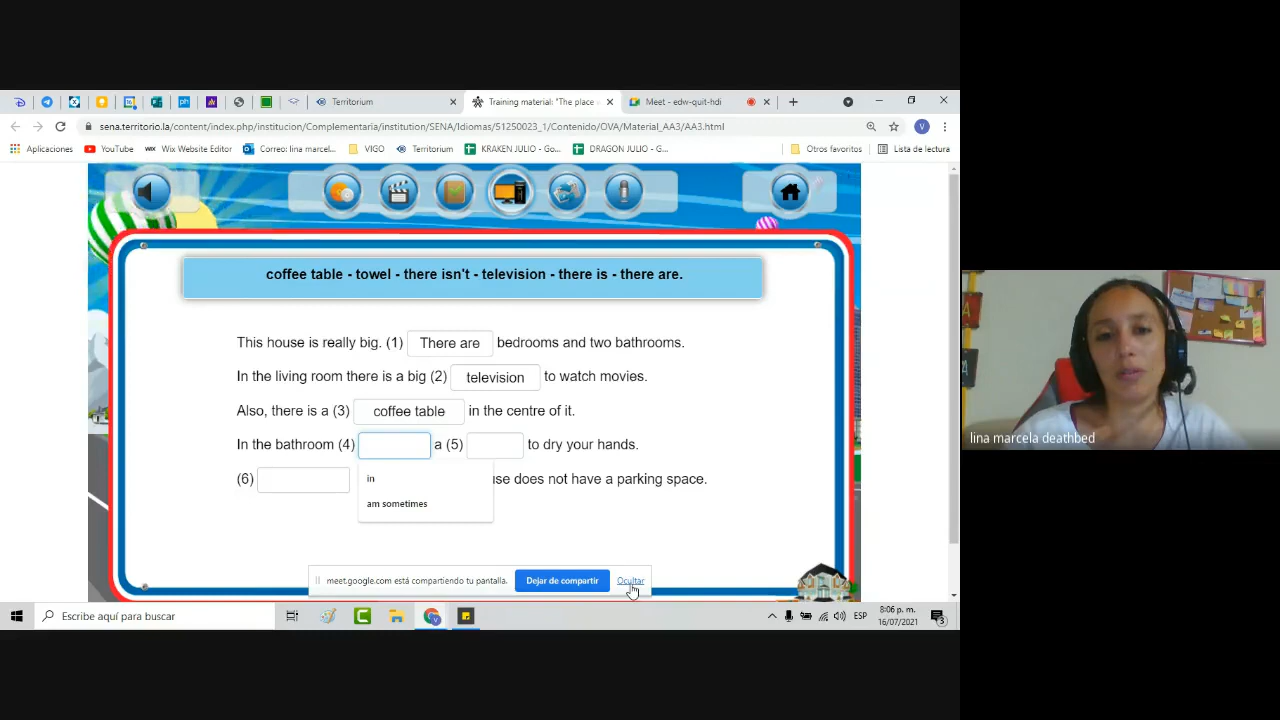 Territorium
Training material: "The place
Meet - edw-quit-hdi
sena.territorio.la/content/index.php/institucion/Complementaria/institution/SENA/Idiomas/51250023_1/Contenido/OVA/Material_AA3/AA3.html
Aplicaciones YouTube Wix Website Editor Correo: lina marcel... VIGO Territorium KRAKEN JULIO - Go... DRAGON JULIO - G... Otros favoritos Lista de lectura
coffee table - towel - there isn't - television - there is - there are.
This house is really big. (1) There are bedrooms and two bathrooms.
In the living room there is a big (2) television to watch movies.
Also, there is a (3) coffee table in the centre of it.
In the bathroom (4) a (5) to dry your hands.
(6) use does not have a parking space.
in
am sometimes
lina marcela deathbed
meet.google.com está compartiendo tu pantalla. Dejar de compartir Ocultar
Escribe aquí para buscar
ESP
8:06 p. m.
16/07/2021
3